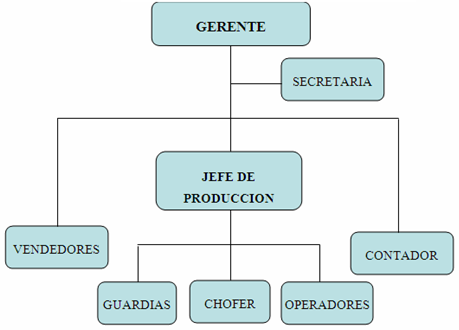 GERENTE
SECRETARIA
JEFE DE
PRODUCCION
VENDEDORES
CONTADOR
GUARDIAS
CHOFER
OPERADORES